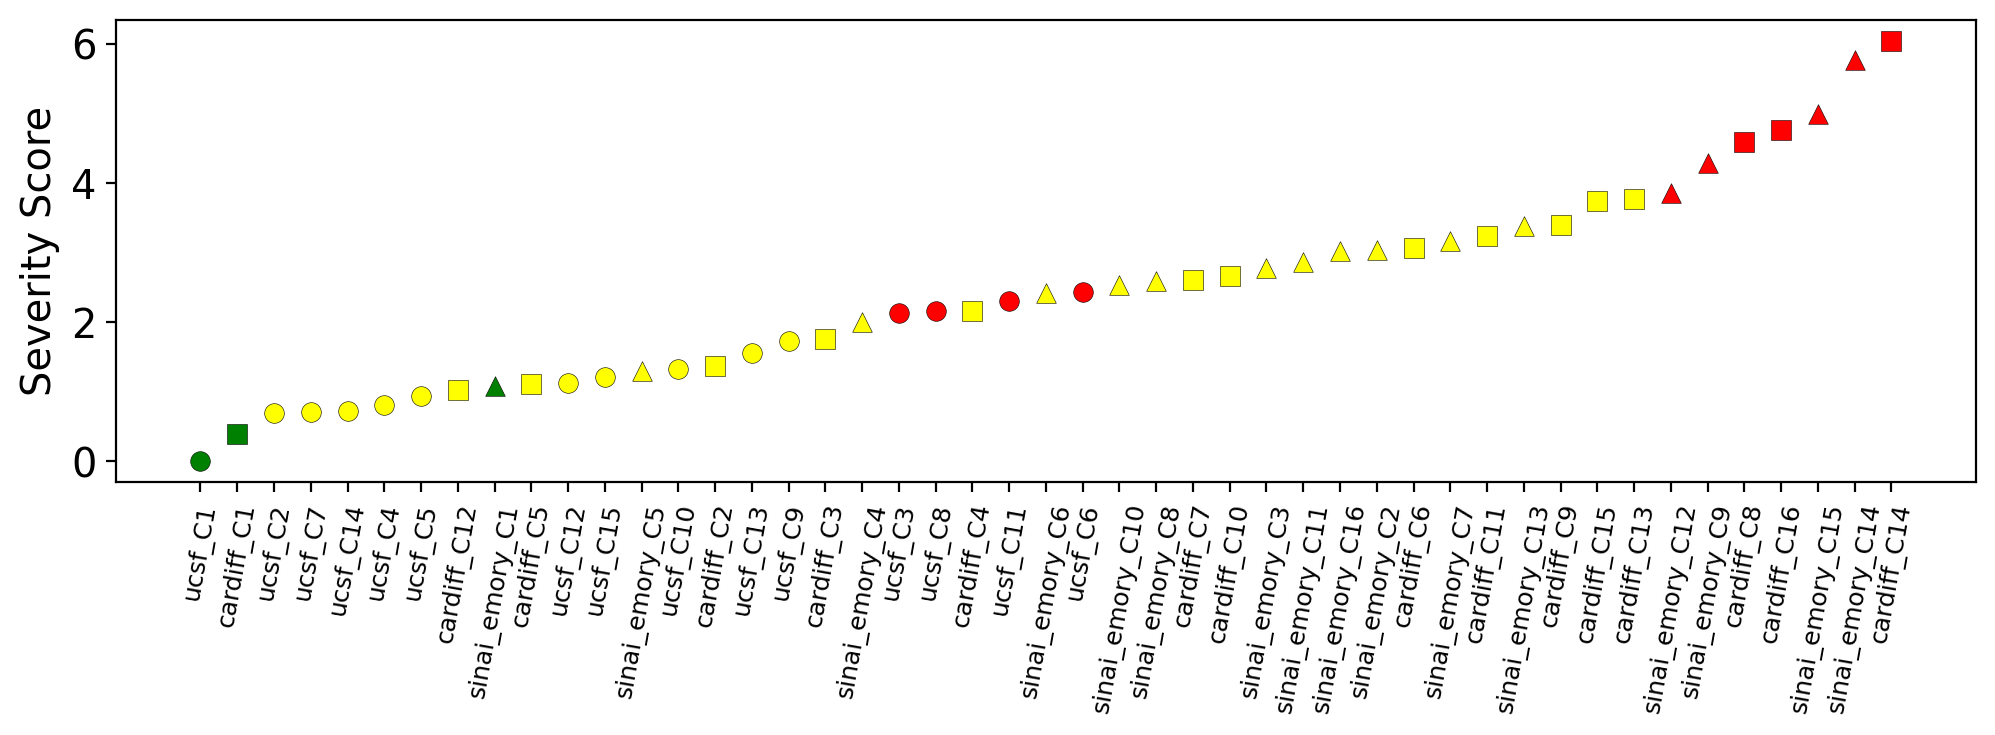 Severity Score
6
4
2
0
ucsf_C1
cardiff_C1
ucsf_C2
ucsf_C7
ucsf_C14
ucsf_C4
ucsf_C5
cardiff_C12
sinai_emory_C1
cardiff_C5
ucsf_C12
ucsf_C15
sinai_emory_C5
ucsf_C10
cardiff_C2
ucsf_C13
ucsf_C9
cardiff_C3
sinai_emory_C4
ucsf_C3
ucsf_C8
cardiff_C4
ucsf_C11
sinai_emory_C6
ucsf_C6
sinai_emory_C10
sinai_emory_C8
cardiff_C7
cardiff_C10
sinai_emory_C3
sinai_emory_C11
sinai_emory_C16
sinai_emory_C2
cardiff_C6
sinai_emory_C7
cardiff_C11
sinai_emory_C13
cardiff_C9
cardiff_C15
cardiff_C13
sinai_emory_C12
sinai_emory_C9
cardiff_C8
cardiff_C16
sinai_emory_C15
sinai_emory_C14
cardiff_C14